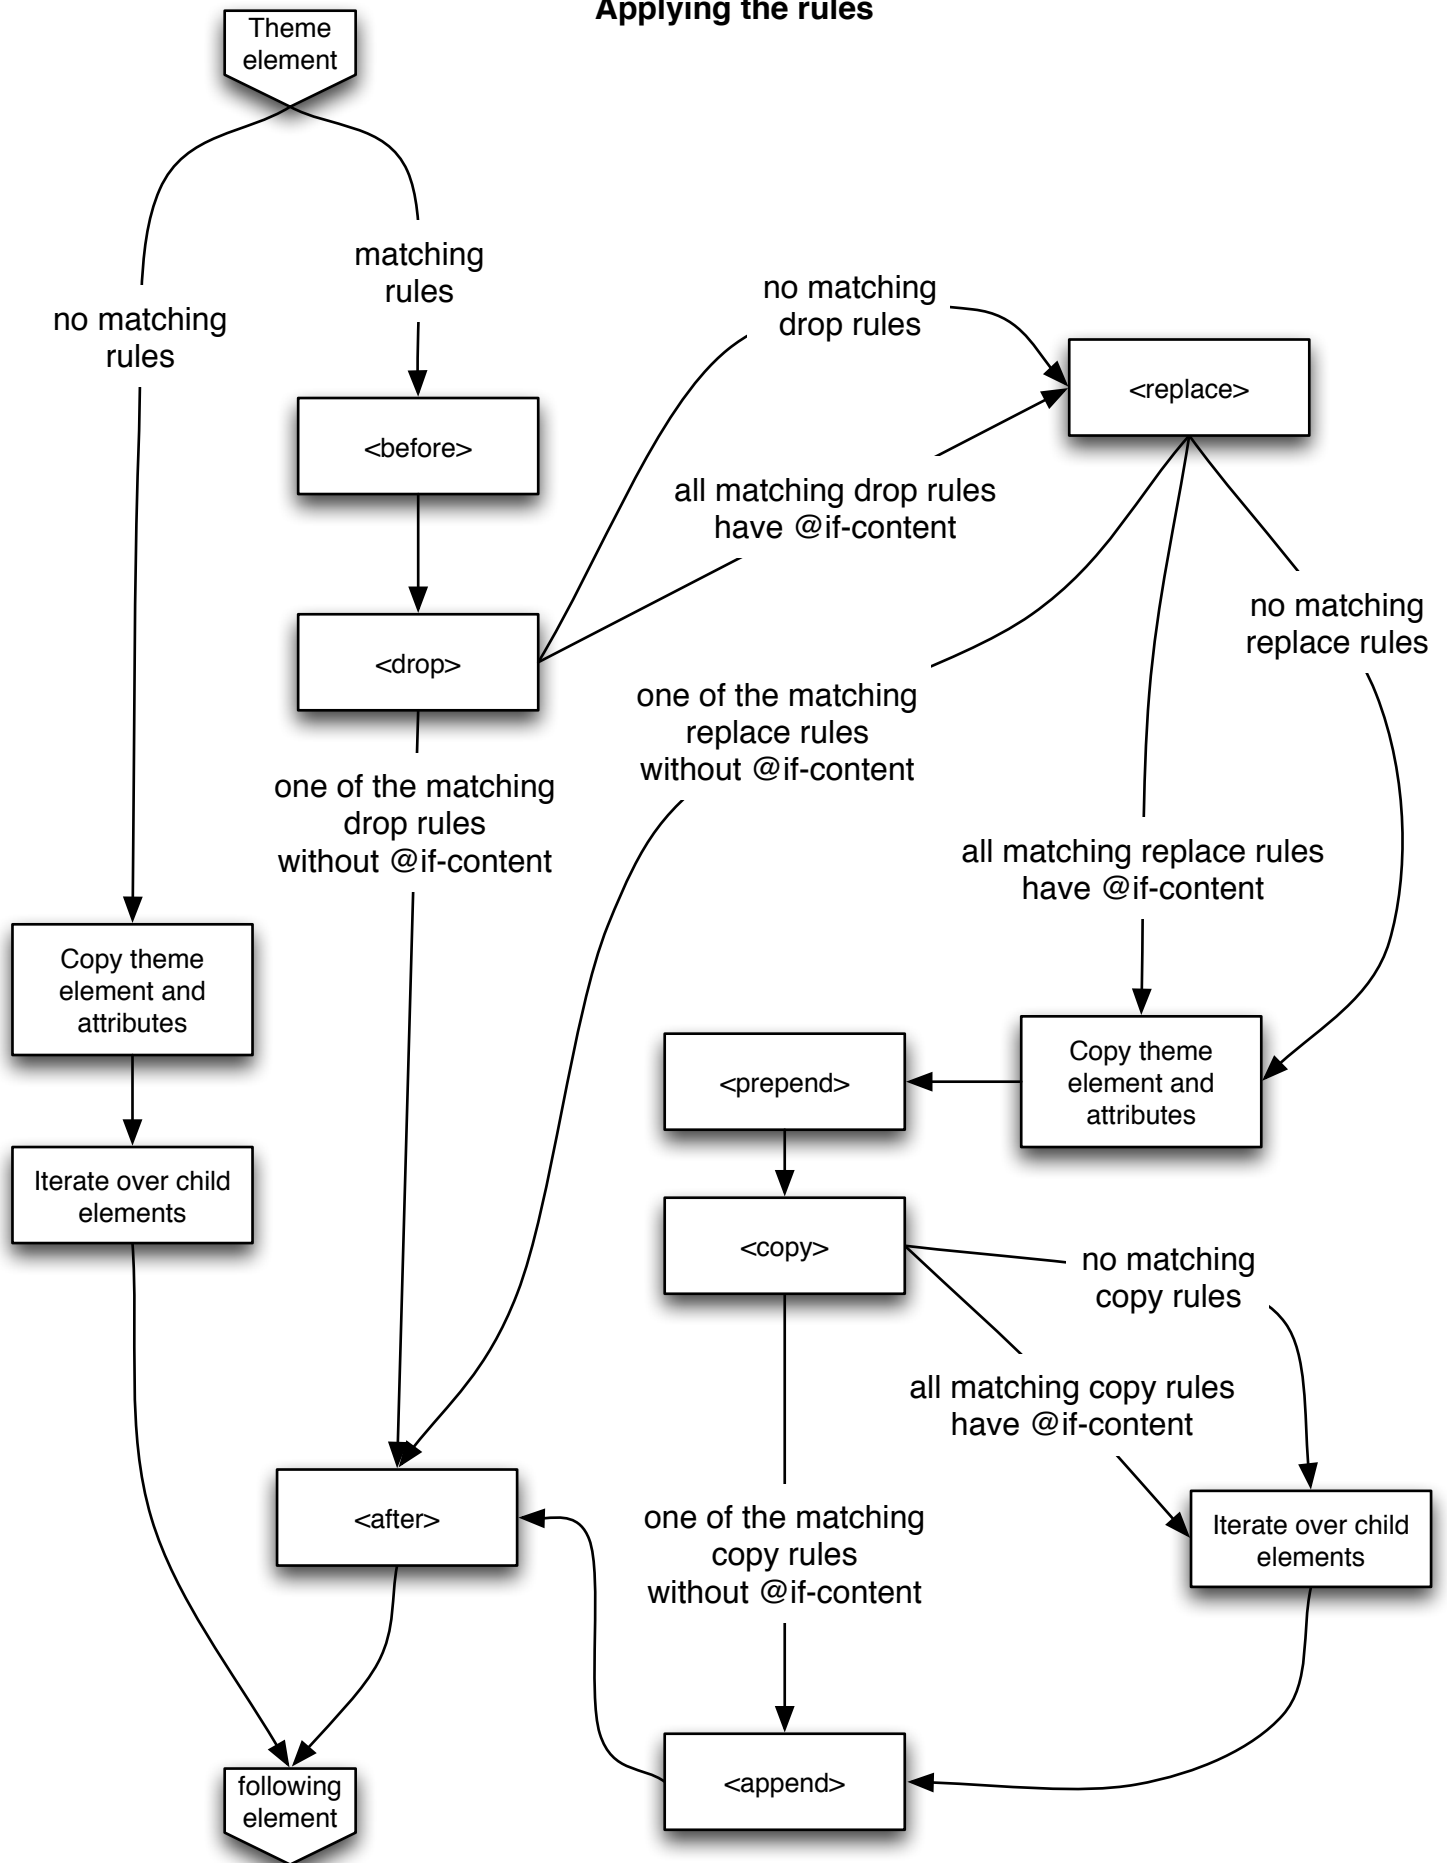 Applying the rules
Theme
element
matching
rules
no matching
rules
no matching
drop rules
<replace>
<before>
all matching drop rules
have @if-content
no matching
replace rules
<drop>
one of the matching
replace rules
without @if-content
one of the matching
drop rules
without @if-content
all matching replace rules
have @if-content
Copy theme
element and
attributes
Copy theme
element and
attributes
<prepend>
Iterate over child
elements
<copy>
no matching
copy rules
all matching copy rules
have @if-content
<after>
one of the matching
copy rules
without @if-content
Iterate over child
elements
<append>
following
element